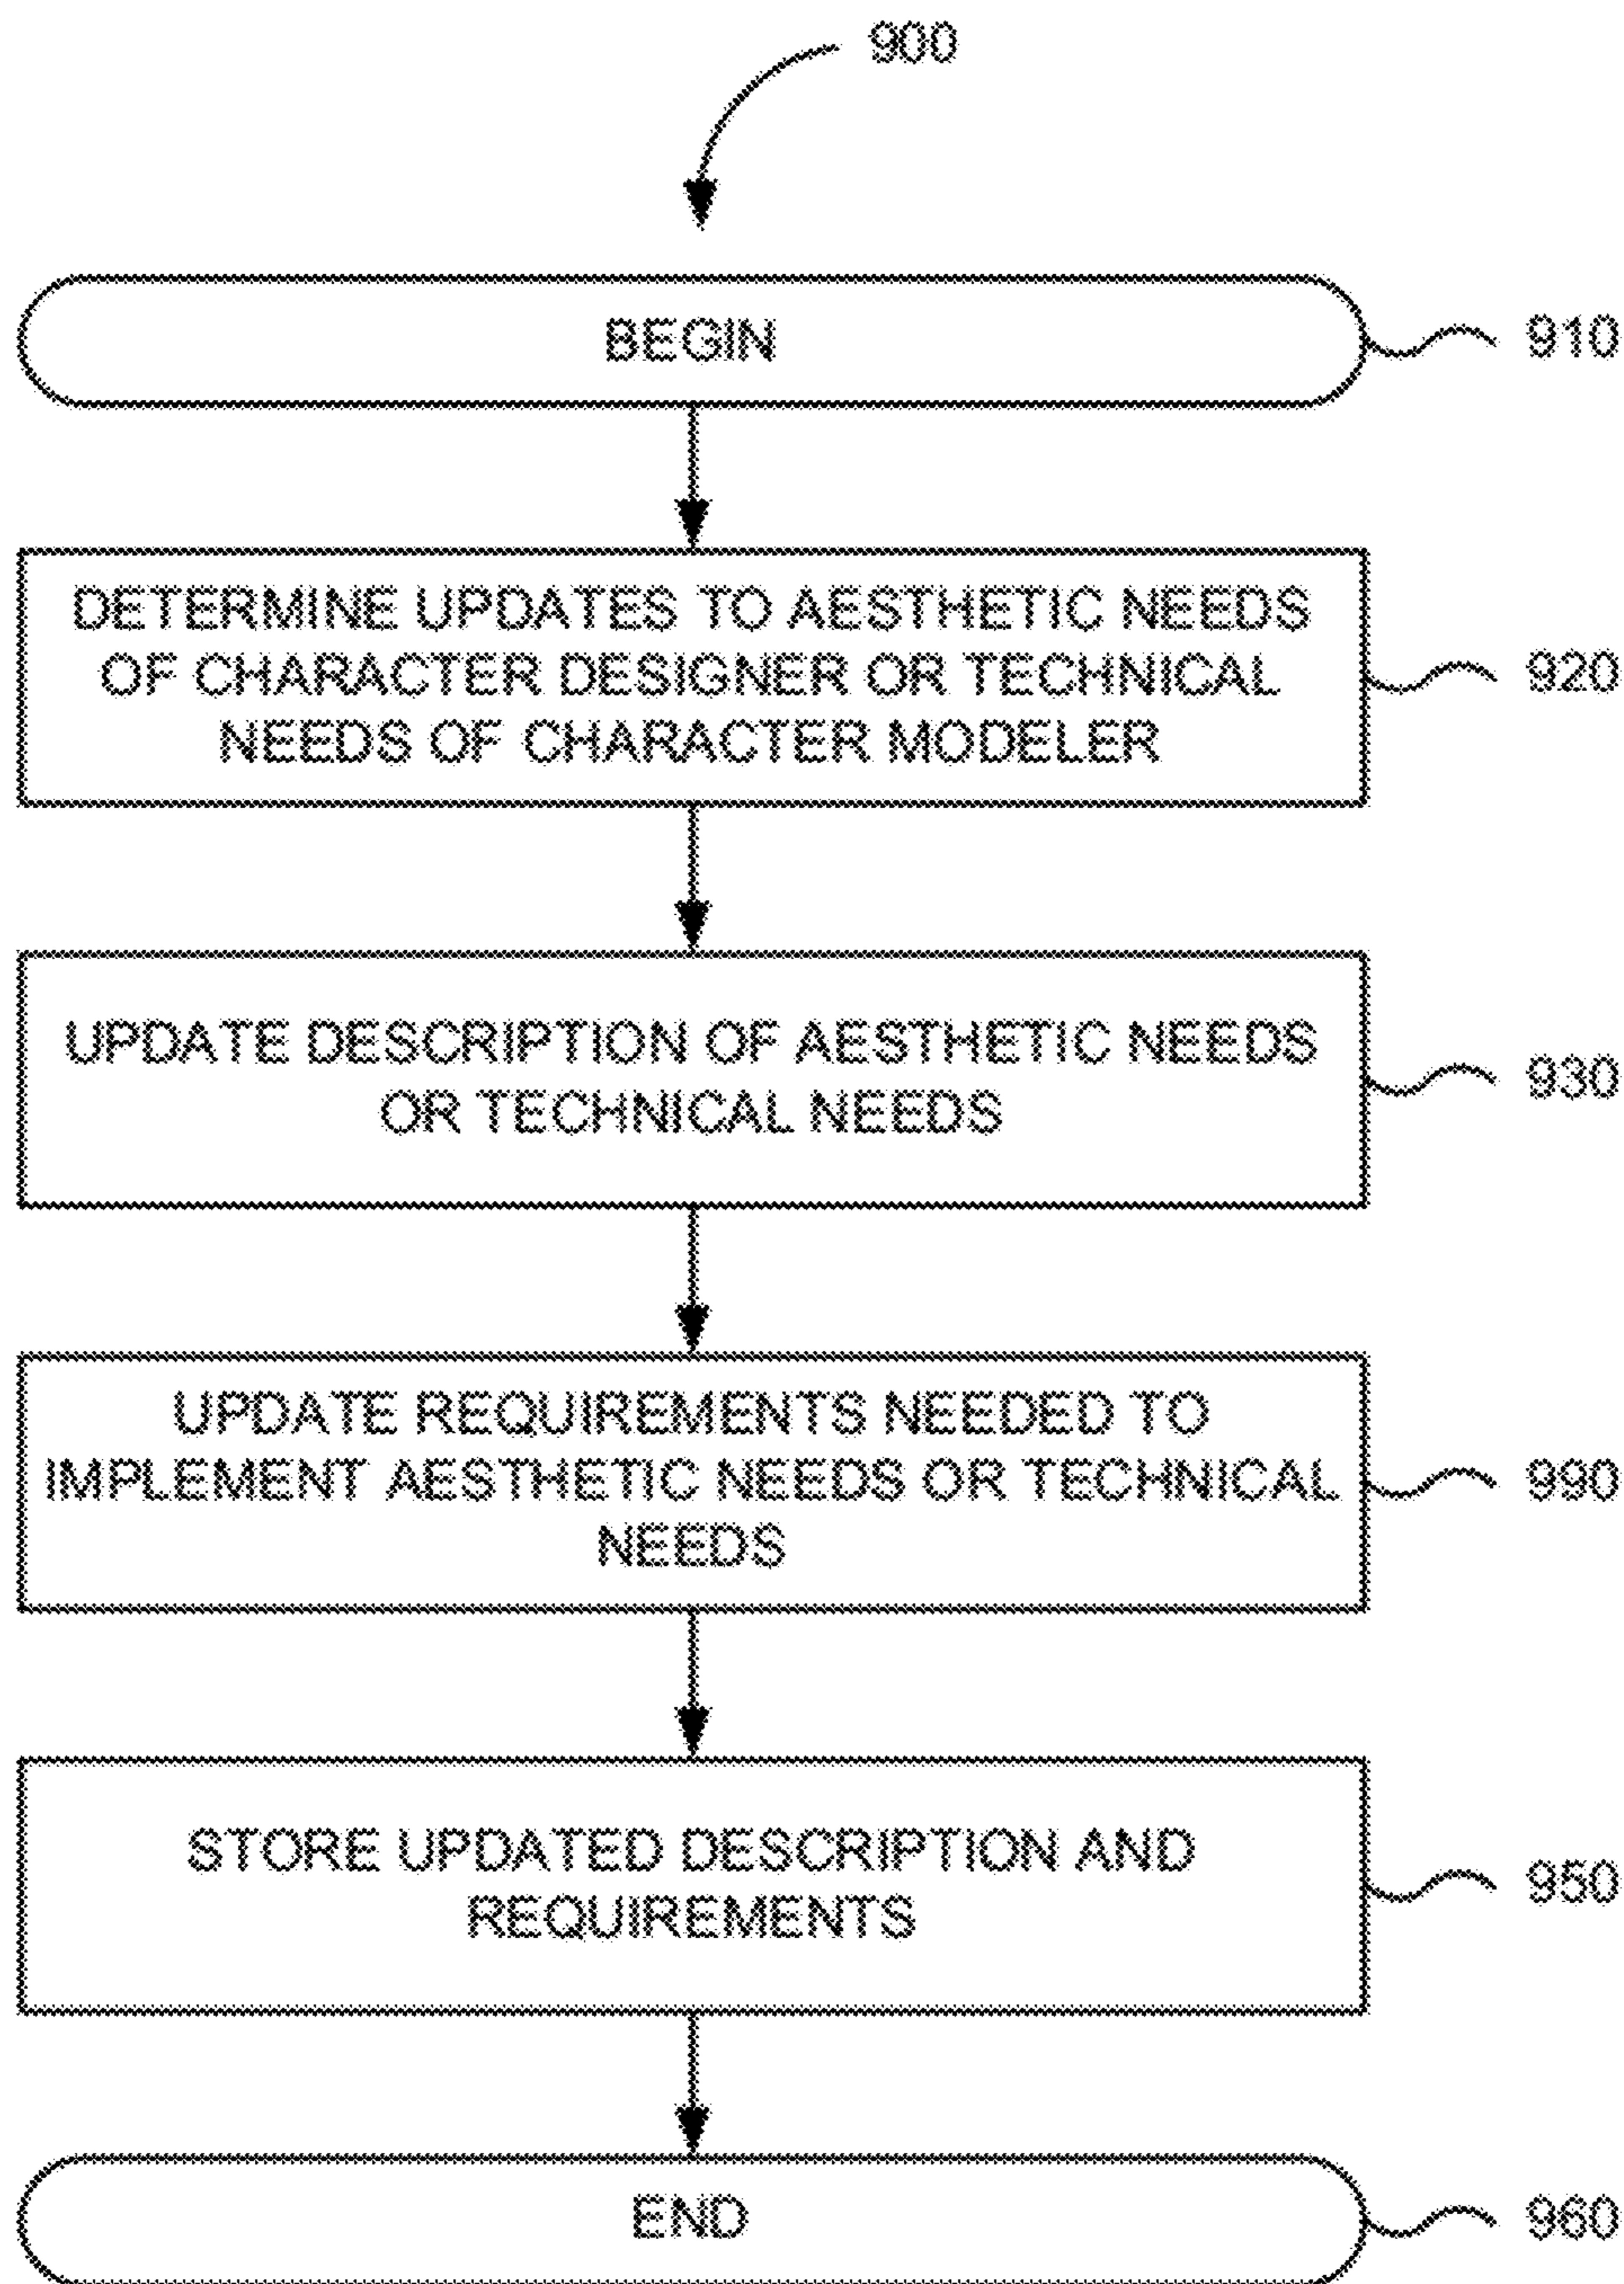 900
BEGIN
910
DETERMINE UPDATES TO AESTHETIC NEEDS
OF CHARACTER DESIGNER OR TECHNICAL
NEEDS OF CHARACTER MODELER
920
UPDATE DESCRIPTION OF AESTHETIC NEEDS
OR TECHNICAL NEEDS
930
UPDATE REQUIREMENTS NEEDED TO
IMPLEMENT AESTHETIC NEEDS OR TECHNICAL
NEEDS
990
STORE UPDATED DESCRIPTION AND
REQUIREMENTS
950
END
960